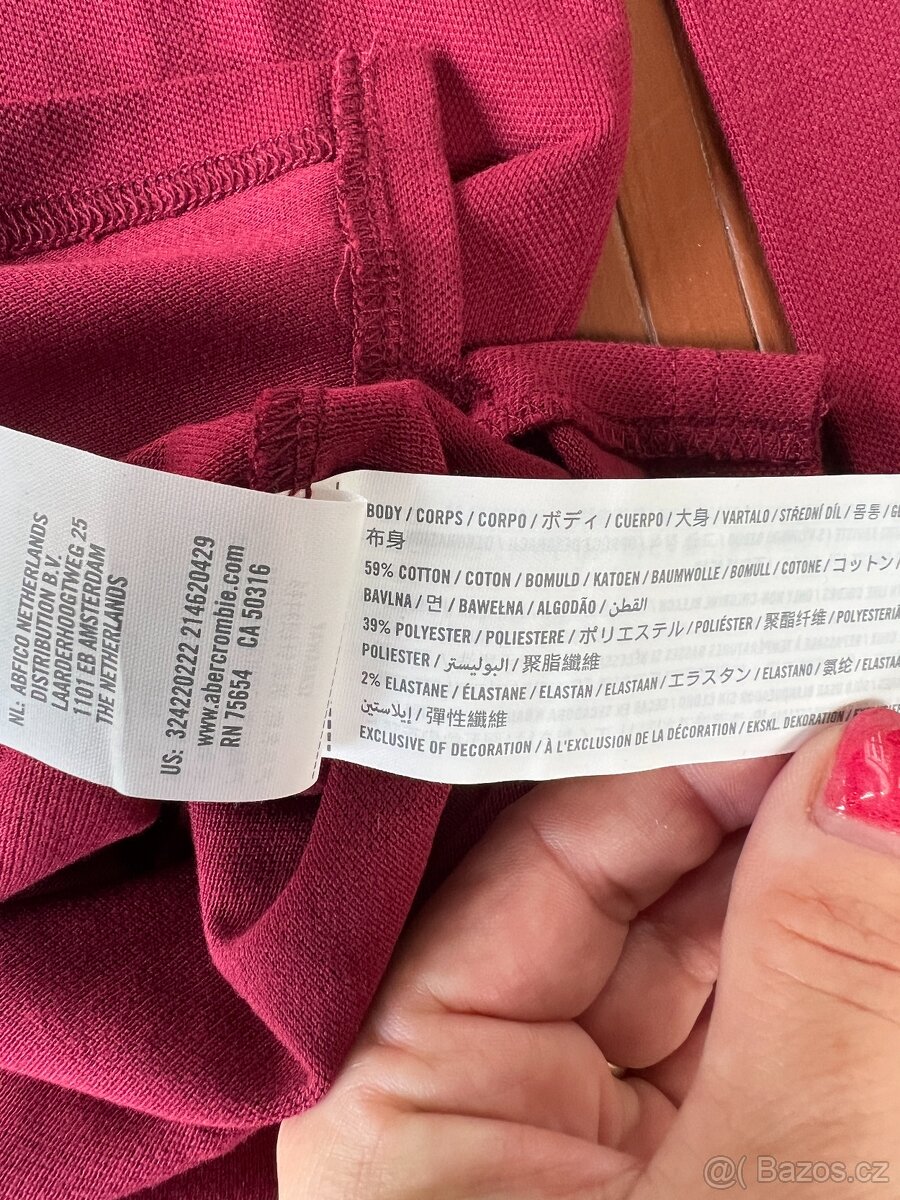 NL: ABFICO NETHERLANDS
DISTRIBUTION B.V.
LAARDERHOOGTWEG 25
1101 EB AMSTERDAM
THE NETHERLANDS
US: 324220222 214620429
www.abercrombie.com
RN 75654 CA 50316
BODY / CORPS / CORPO / ボディ / CUERPO / 大身 / VARTALO / STŘEDNÍ DÍL / 몸통 /
布身
59% COTTON / COTON / BOMULD / KATOEN / BAUMWOLLE / BOMULL / COTONE / コットン /
BAVLNA / 면 / BAWEŁNA / ALGODÃO / القطن
39% POLYESTER / POLIESTERE / ポリエステル / POLIÉSTER / 聚酯纤维 /
POLIESTER / البوليستر / 聚脂纖維
2% ELASTANE / ÉLASTANE / ELASTAN / ELASTAAN / エラスタン / ELASTANO / 氨纶 /
إيلاستين / 彈性纖維
EXCLUSIVE OF DECORATION / À L'EXCLUSION DE LA DÉCORATION / EKSKL. DEKORATION /
@( Bazos.cz